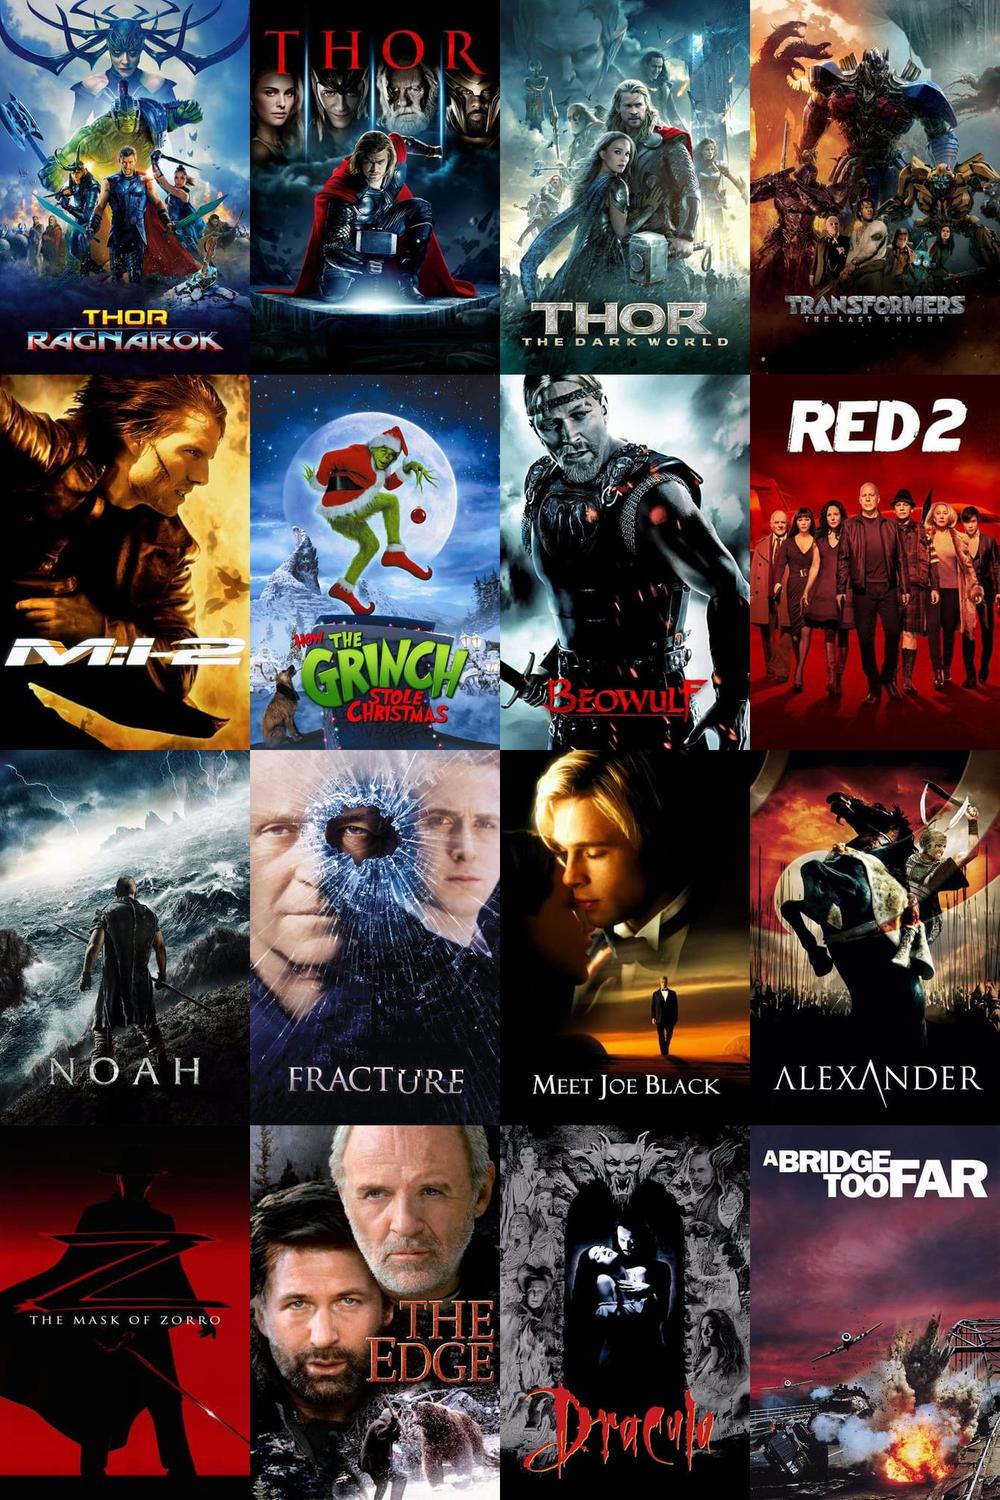 THOR
RAGNAROK
THOR
THOR
THE DARK WORLD
TRANSFORMERS
THE LAST KNIGHT
M:I-2
HOW THE
GRINCH
STOLE
CHRISTMAS
BEOWULF
RED 2
NOAH
FRACTURE
MEET JOE BLACK
ALEXANDER
Z
THE MASK OF ZORRO
THE
EDGE
Dracula
A BRIDGE
TOO FAR